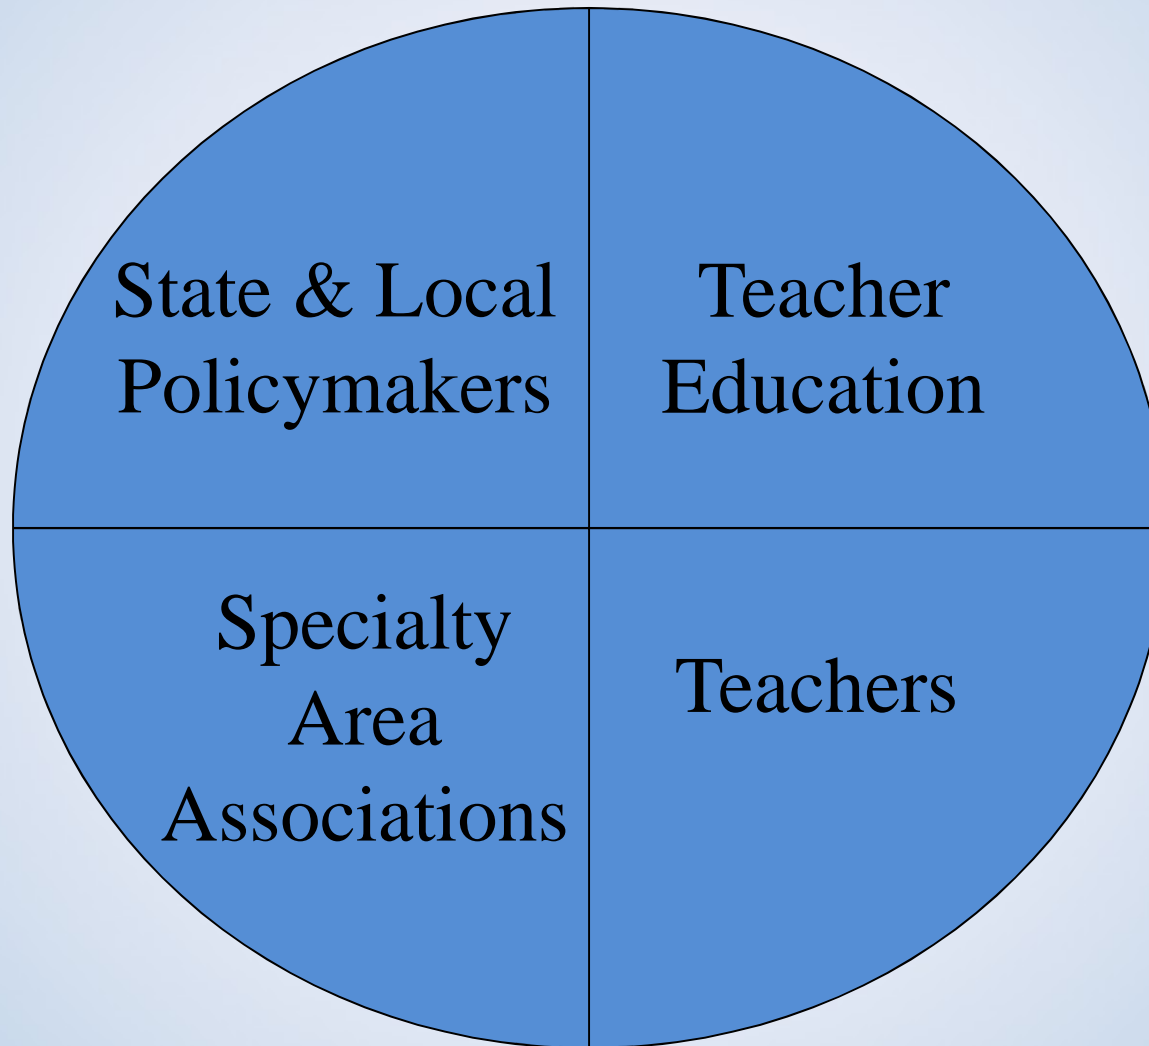 State & Local
Policymakers
Teacher
Education
Specialty
Area
Associations
Teachers